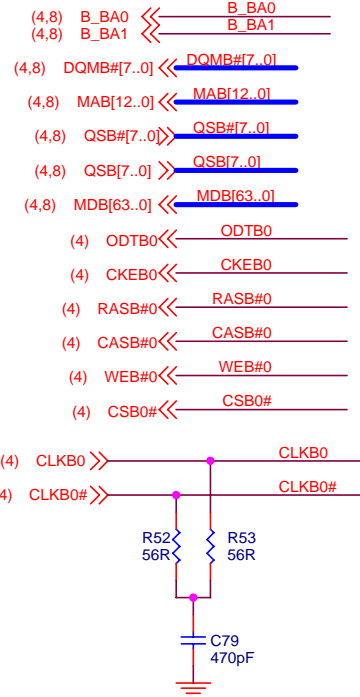 (4,8) B_BA0 B_BA0
(4,8) B_BA1 B_BA1
(4,8) DQMB#[7..0] DQMB#[7..0]
(4,8) MAB[12..0] MAB[12..0]
(4,8) QSB#[7..0] QSB#[7..0]
(4,8) QSB[7..0] QSB[7..0]
(4,8) MDB[63..0] MDB[63..0]
(4) ODTB0 ODTB0
(4) CKEB0 CKEB0
(4) RASB#0 RASB#0
(4) CASB#0 CASB#0
(4) WEB#0 WEB#0
(4) CSB0# CSB0#
(4) CLKB0 CLKB0
4) CLKB0# CLKB0#
R52 R53
56R 56R
C79
470pF